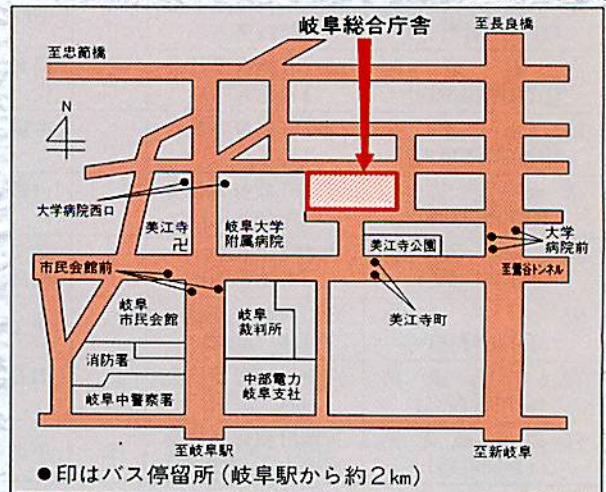 岐阜総合庁舎
至長良橋
至忠節橋
N
大学病院西口
美江寺
卍
岐阜大学
附属病院
美江寺公園
大学
病院前
市民会館前
至鶯谷トンネル
岐阜
市民会館
岐阜
裁判所
美江寺町
消防署
岐阜中警察署
中部電力
岐阜支社
至岐阜駅
至新岐阜
●印はバス停留所(岐阜駅から約2km)